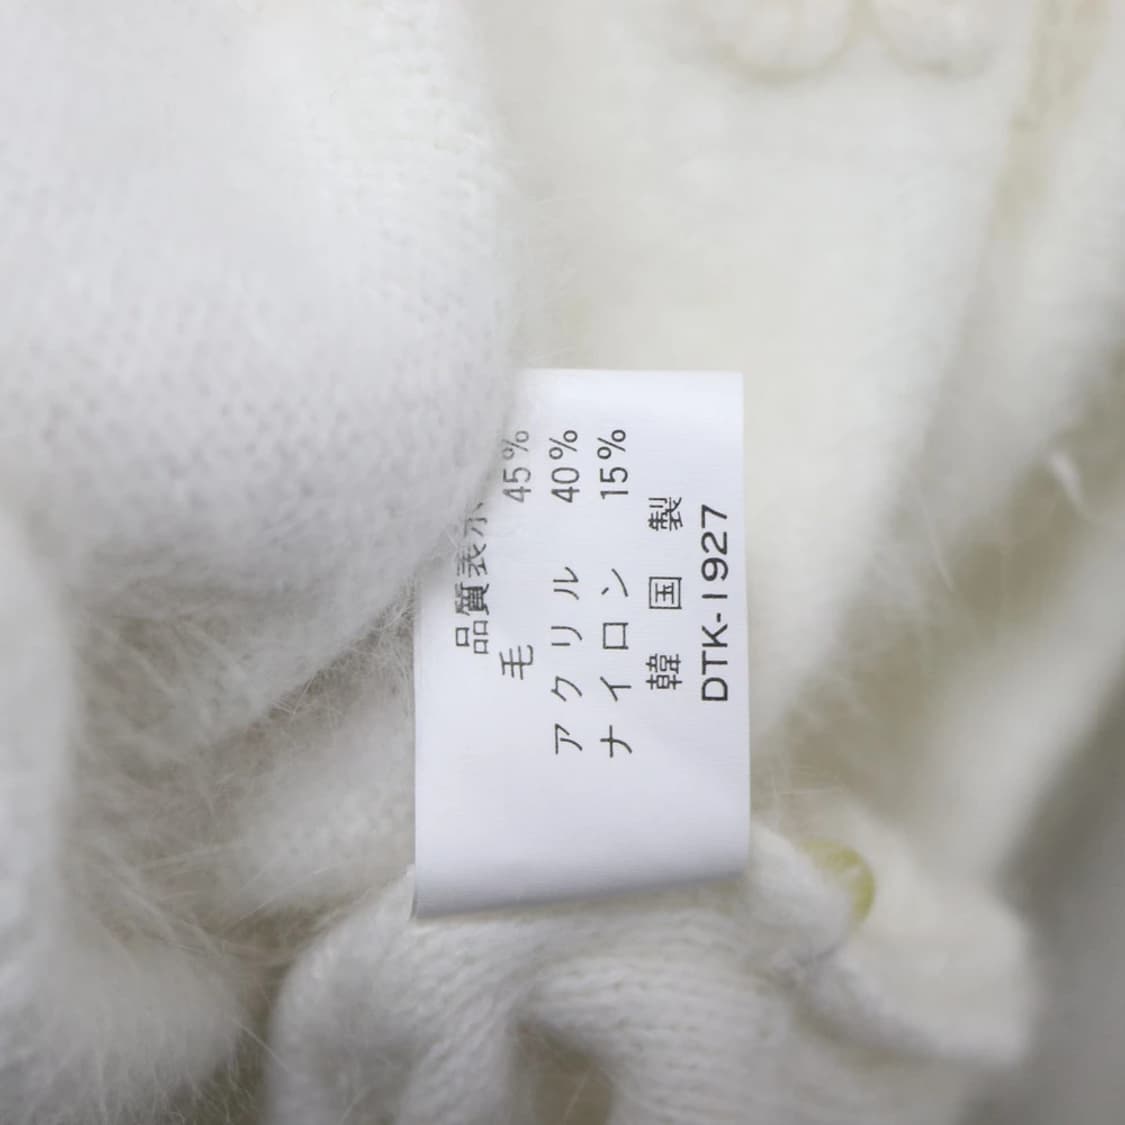 品質表示
毛 45%
アクリル 40%
ナイロン 15%
韓国製
DTK-1927